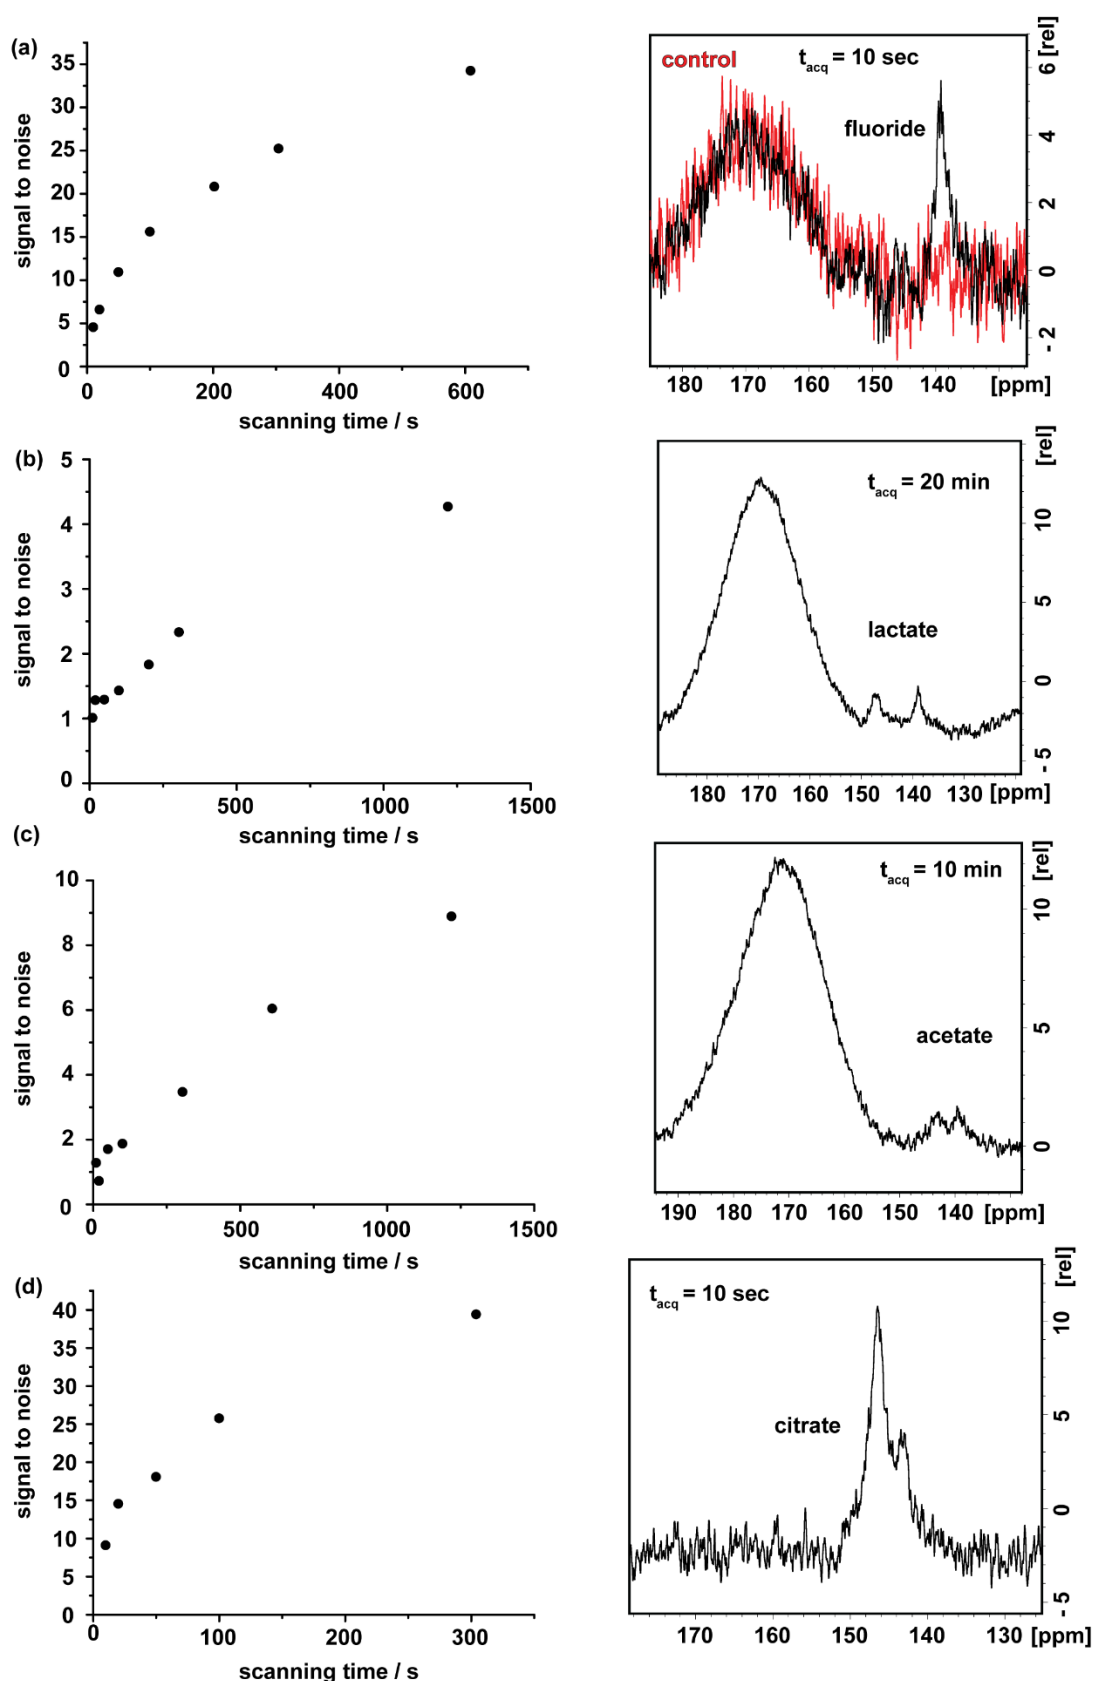 (a)
35
30
25
20
15
10
5
0
signal to noise
0 200 400 600
scanning time / s
control
t_acq = 10 sec
fluoride
[rel]
6
4
2
0
- 2
180 170 160 150 140 [ppm]
(b)
5
4
3
2
1
0
signal to noise
0 500 1000 1500
scanning time / s
t_acq = 20 min
lactate
[rel]
10
5
0
- 5
180 170 160 150 140 130 [ppm]
(c)
10
8
6
4
2
0
signal to noise
0 500 1000 1500
scanning time / s
t_acq = 10 min
acetate
[rel]
10
5
0
190 180 170 160 150 140 [ppm]
(d)
40
35
30
25
20
15
10
5
0
signal to noise
0 100 200 300
scanning time / s
t_acq = 10 sec
citrate
[rel]
10
5
0
- 5
170 160 150 140 130 [ppm]